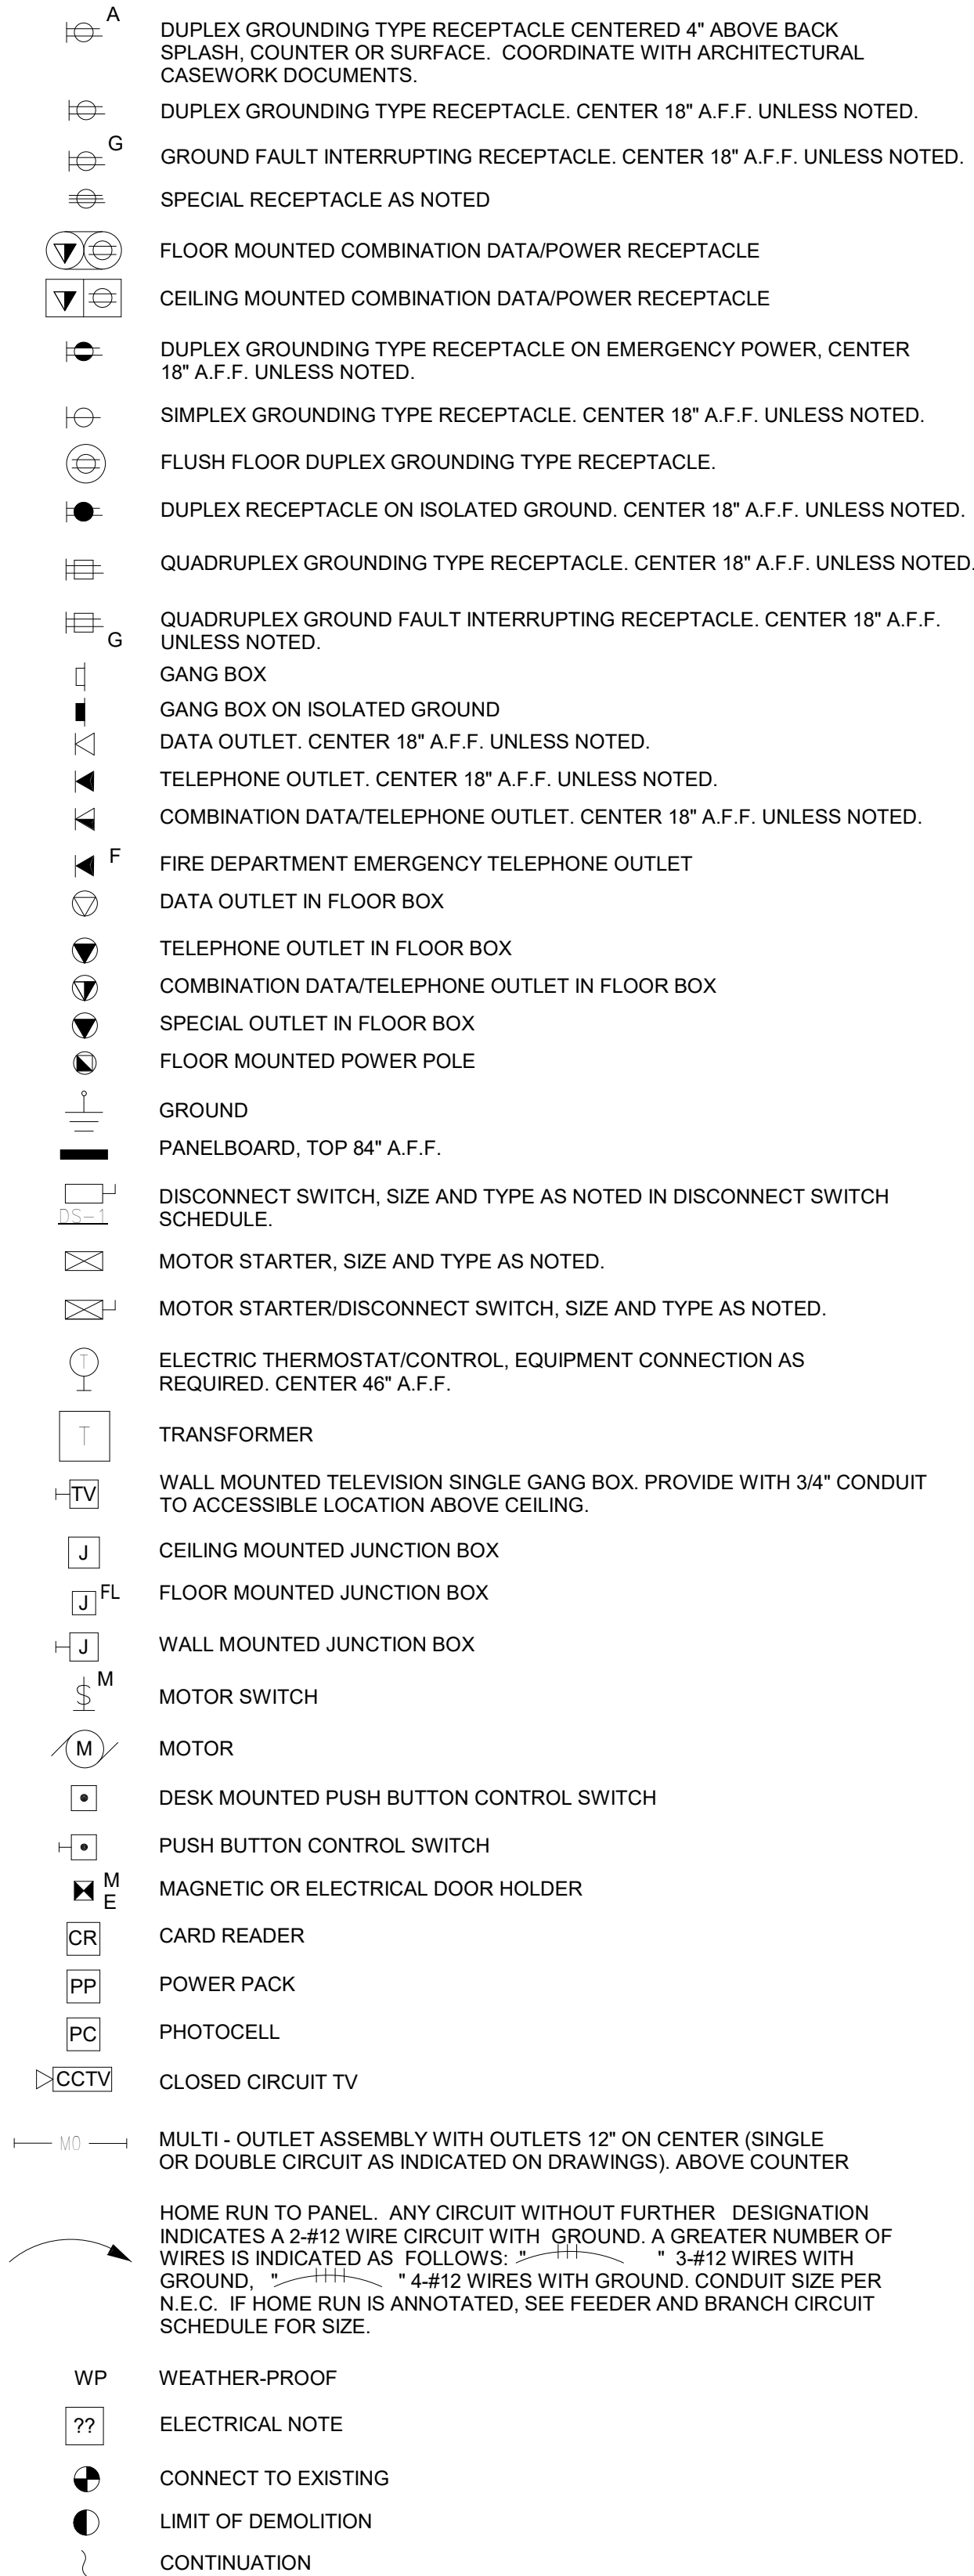 A
DUPLEX GROUNDING TYPE RECEPTACLE CENTERED 4" ABOVE BACK
SPLASH, COUNTER OR SURFACE. COORDINATE WITH ARCHITECTURAL
CASEWORK DOCUMENTS.
DUPLEX GROUNDING TYPE RECEPTACLE. CENTER 18" A.F.F. UNLESS NOTED.
G
GROUND FAULT INTERRUPTING RECEPTACLE. CENTER 18" A.F.F. UNLESS NOTED.
SPECIAL RECEPTACLE AS NOTED
FLOOR MOUNTED COMBINATION DATA/POWER RECEPTACLE
CEILING MOUNTED COMBINATION DATA/POWER RECEPTACLE
DUPLEX GROUNDING TYPE RECEPTACLE ON EMERGENCY POWER, CENTER
18" A.F.F. UNLESS NOTED.
SIMPLEX GROUNDING TYPE RECEPTACLE. CENTER 18" A.F.F. UNLESS NOTED.
FLUSH FLOOR DUPLEX GROUNDING TYPE RECEPTACLE.
DUPLEX RECEPTACLE ON ISOLATED GROUND. CENTER 18" A.F.F. UNLESS NOTED.
QUADRUPLEX GROUNDING TYPE RECEPTACLE. CENTER 18" A.F.F. UNLESS NOTED.
QUADRUPLEX GROUND FAULT INTERRUPTING RECEPTACLE. CENTER 18" A.F.F.
G UNLESS NOTED.
GANG BOX
GANG BOX ON ISOLATED GROUND
DATA OUTLET. CENTER 18" A.F.F. UNLESS NOTED.
TELEPHONE OUTLET. CENTER 18" A.F.F. UNLESS NOTED.
COMBINATION DATA/TELEPHONE OUTLET. CENTER 18" A.F.F. UNLESS NOTED.
F FIRE DEPARTMENT EMERGENCY TELEPHONE OUTLET
DATA OUTLET IN FLOOR BOX
TELEPHONE OUTLET IN FLOOR BOX
COMBINATION DATA/TELEPHONE OUTLET IN FLOOR BOX
SPECIAL OUTLET IN FLOOR BOX
FLOOR MOUNTED POWER POLE
GROUND
PANELBOARD, TOP 84" A.F.F.
DISCONNECT SWITCH, SIZE AND TYPE AS NOTED IN DISCONNECT SWITCH
DS-1 SCHEDULE.
MOTOR STARTER, SIZE AND TYPE AS NOTED.
MOTOR STARTER/DISCONNECT SWITCH, SIZE AND TYPE AS NOTED.
T ELECTRIC THERMOSTAT/CONTROL, EQUIPMENT CONNECTION AS
REQUIRED. CENTER 46" A.F.F.
T TRANSFORMER
TV WALL MOUNTED TELEVISION SINGLE GANG BOX. PROVIDE WITH 3/4" CONDUIT
TO ACCESSIBLE LOCATION ABOVE CEILING.
J CEILING MOUNTED JUNCTION BOX
J FL FLOOR MOUNTED JUNCTION BOX
J WALL MOUNTED JUNCTION BOX
$ M MOTOR SWITCH
M MOTOR
DESK MOUNTED PUSH BUTTON CONTROL SWITCH
PUSH BUTTON CONTROL SWITCH
M
E MAGNETIC OR ELECTRICAL DOOR HOLDER
CR CARD READER
PP POWER PACK
PC PHOTOCELL
CCTV CLOSED CIRCUIT TV
MO MULTI - OUTLET ASSEMBLY WITH OUTLETS 12" ON CENTER (SINGLE
OR DOUBLE CIRCUIT AS INDICATED ON DRAWINGS). ABOVE COUNTER
HOME RUN TO PANEL. ANY CIRCUIT WITHOUT FURTHER DESIGNATION
INDICATES A 2-#12 WIRE CIRCUIT WITH GROUND. A GREATER NUMBER OF
WIRES IS INDICATED AS FOLLOWS: " " 3-#12 WIRES WITH
GROUND, " " 4-#12 WIRES WITH GROUND. CONDUIT SIZE PER
N.E.C. IF HOME RUN IS ANNOTATED, SEE FEEDER AND BRANCH CIRCUIT
SCHEDULE FOR SIZE.
WP WEATHER-PROOF
?? ELECTRICAL NOTE
CONNECT TO EXISTING
LIMIT OF DEMOLITION
CONTINUATION